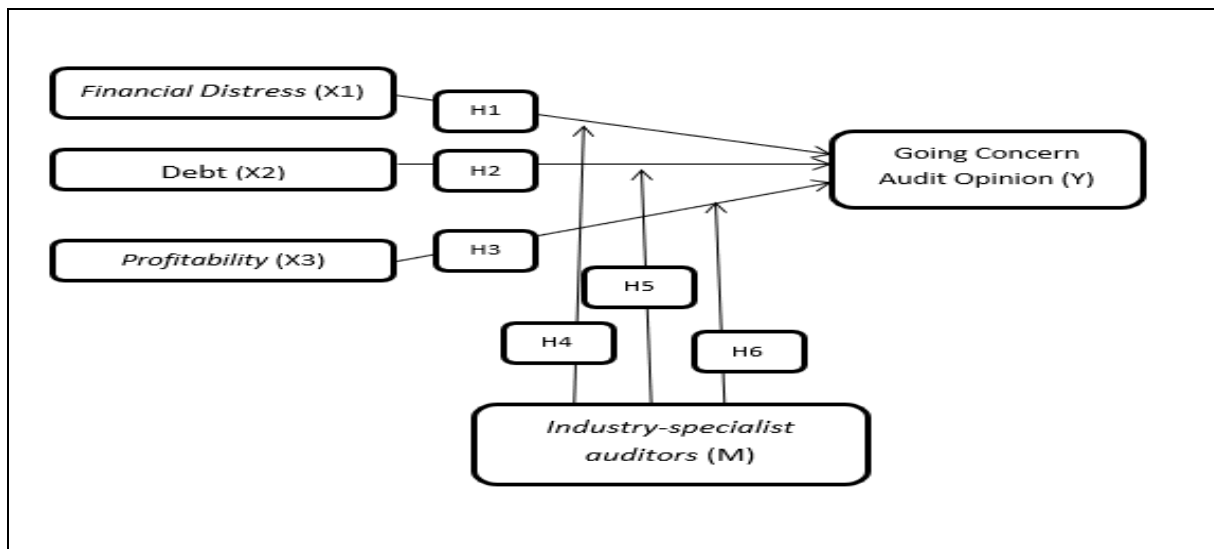 Financial Distress (X1)
H1
Going Concern
Audit Opinion (Y)
Debt (X2)
H2
Profitability (X3)
H3
H5
H4
H6
Industry-specialist
auditors (M)